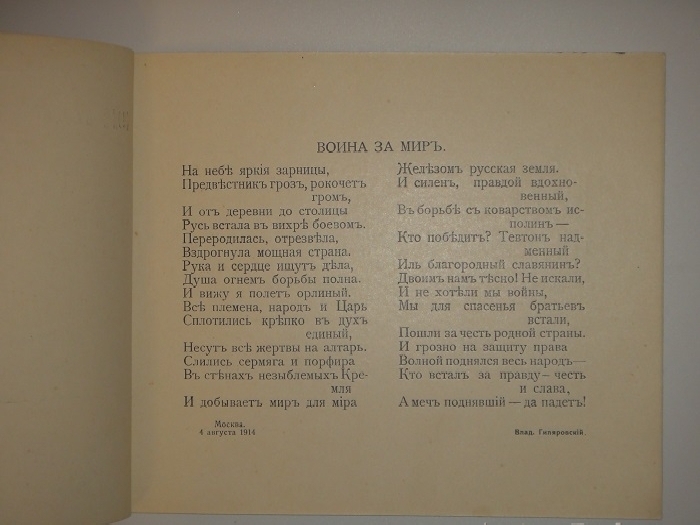 ВОИНА ЗА МИРЪ.
На небѣ яркія зарницы,
Предвѣстникъ грозъ, рокочетъ
громъ,
И отъ деревни до столицы
Русь встала въ вихрѣ боевомъ.
Переродилась, отрезвѣла,
Вздрогнула мощная страна.
Рука и сердце ищутъ дѣла,
Душа огнемъ борьбы полна.
И вижу я полетъ орлиный.
Всѣ племена, народъ и Царь
Сплотились крѣпко въ духъ
единый,
Несутъ всѣ жертвы на алтарь.
Слились сермяга и порфира
Въ стѣнахъ незыблемыхъ Кре-
мля
И добываетъ миръ для міра
Желѣзомъ русская земля.
И силенъ, правдой вдохно-
венный,
Въ борьбѣ съ коварствомъ ис-
полинъ —
Кто побѣдитъ? Тевтонъ над-
менный
Иль благородный славянинъ?
Двоимъ намъ тѣсно! Не искали,
И не хотѣли мы войны,
Мы для спасенья братьевъ
встали,
Пошли за честь родной страны.
И грозно на защиту права
Волной поднялся весь народъ—
Кто всталъ за правду – честь
и слава,
А мечъ поднявшій — да падетъ!
Москва.
4 августа 1914
Влад. Гиляровскій.